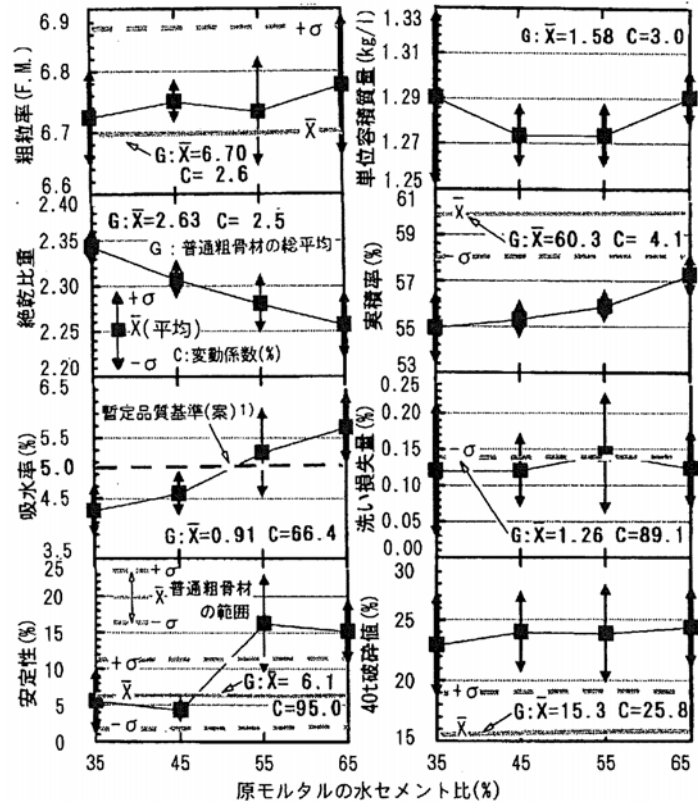 粗粒率(F.M.)
6.9
6.8
6.7
6.6
+σ
X̄
G:X̄=6.70
C= 2.6
絶乾比重
2.40
2.35
2.30
2.25
2.20
G:X̄=2.63 C= 2.5
G : 普通粗骨材の総平均
+σ
X̄(平均)
-σ
C:変動係数(%)
吸水率(%)
6.5
5.5
5.0
4.5
3.5
暫定品質基準(案)1)
G:X̄=0.91 C=66.4
安定性(%)
25
20
15
10
5
0
+σ
X̄ 普通粗骨材
の範囲
-σ
+σ
X̄
-σ
G:X̄= 6.1
C=95.0
35 45 55 65
単位容積質量(kg/l)
1.33
1.29
1.27
1.25
G:X̄=1.58 C=3.0
実積率(%)
61
59
57
55
53
X̄
G:X̄=60.3 C= 4.1
-σ
洗い損失量(%)
0.25
0.20
0.15
0.10
0.05
0.00
-σ
G:X̄=1.26 C=89.1
40t破砕値(%)
30
25
20
15
+σ
X̄
G:X̄=15.3 C=25.8
35 45 55 65
原モルタルの水セメント比(%)